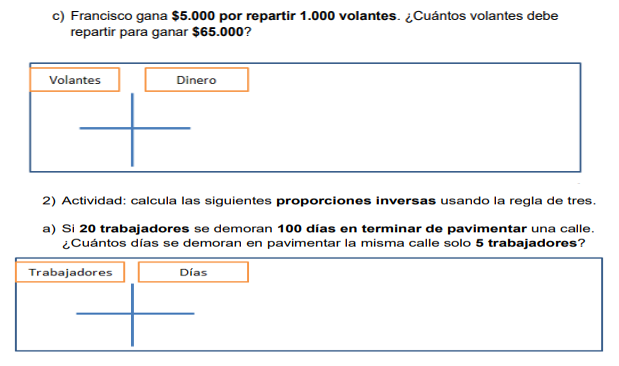 c) Francisco gana $5.000 por repartir 1.000 volantes. ¿Cuántos volantes debe
repartir para ganar $65.000?
Volantes Dinero
2) Actividad: calcula las siguientes proporciones inversas usando la regla de tres.
a) Si 20 trabajadores se demoran 100 días en terminar de pavimentar una calle.
¿Cuántos días se demoran en pavimentar la misma calle solo 5 trabajadores?
Trabajadores Días